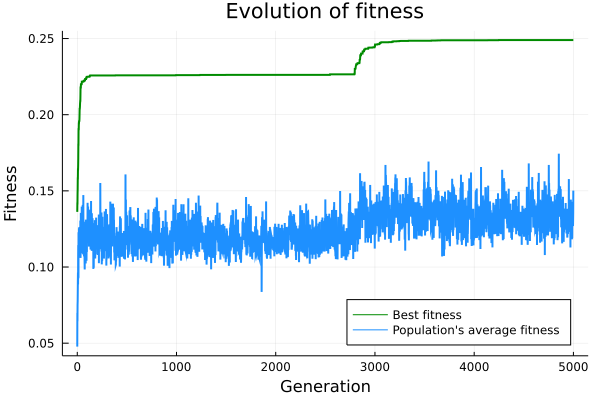 Evolution of fitness
Fitness
0.25
0.20
0.15
0.10
0.05
0
1000
2000
3000
4000
5000
Generation
Best fitness
Population's average fitness